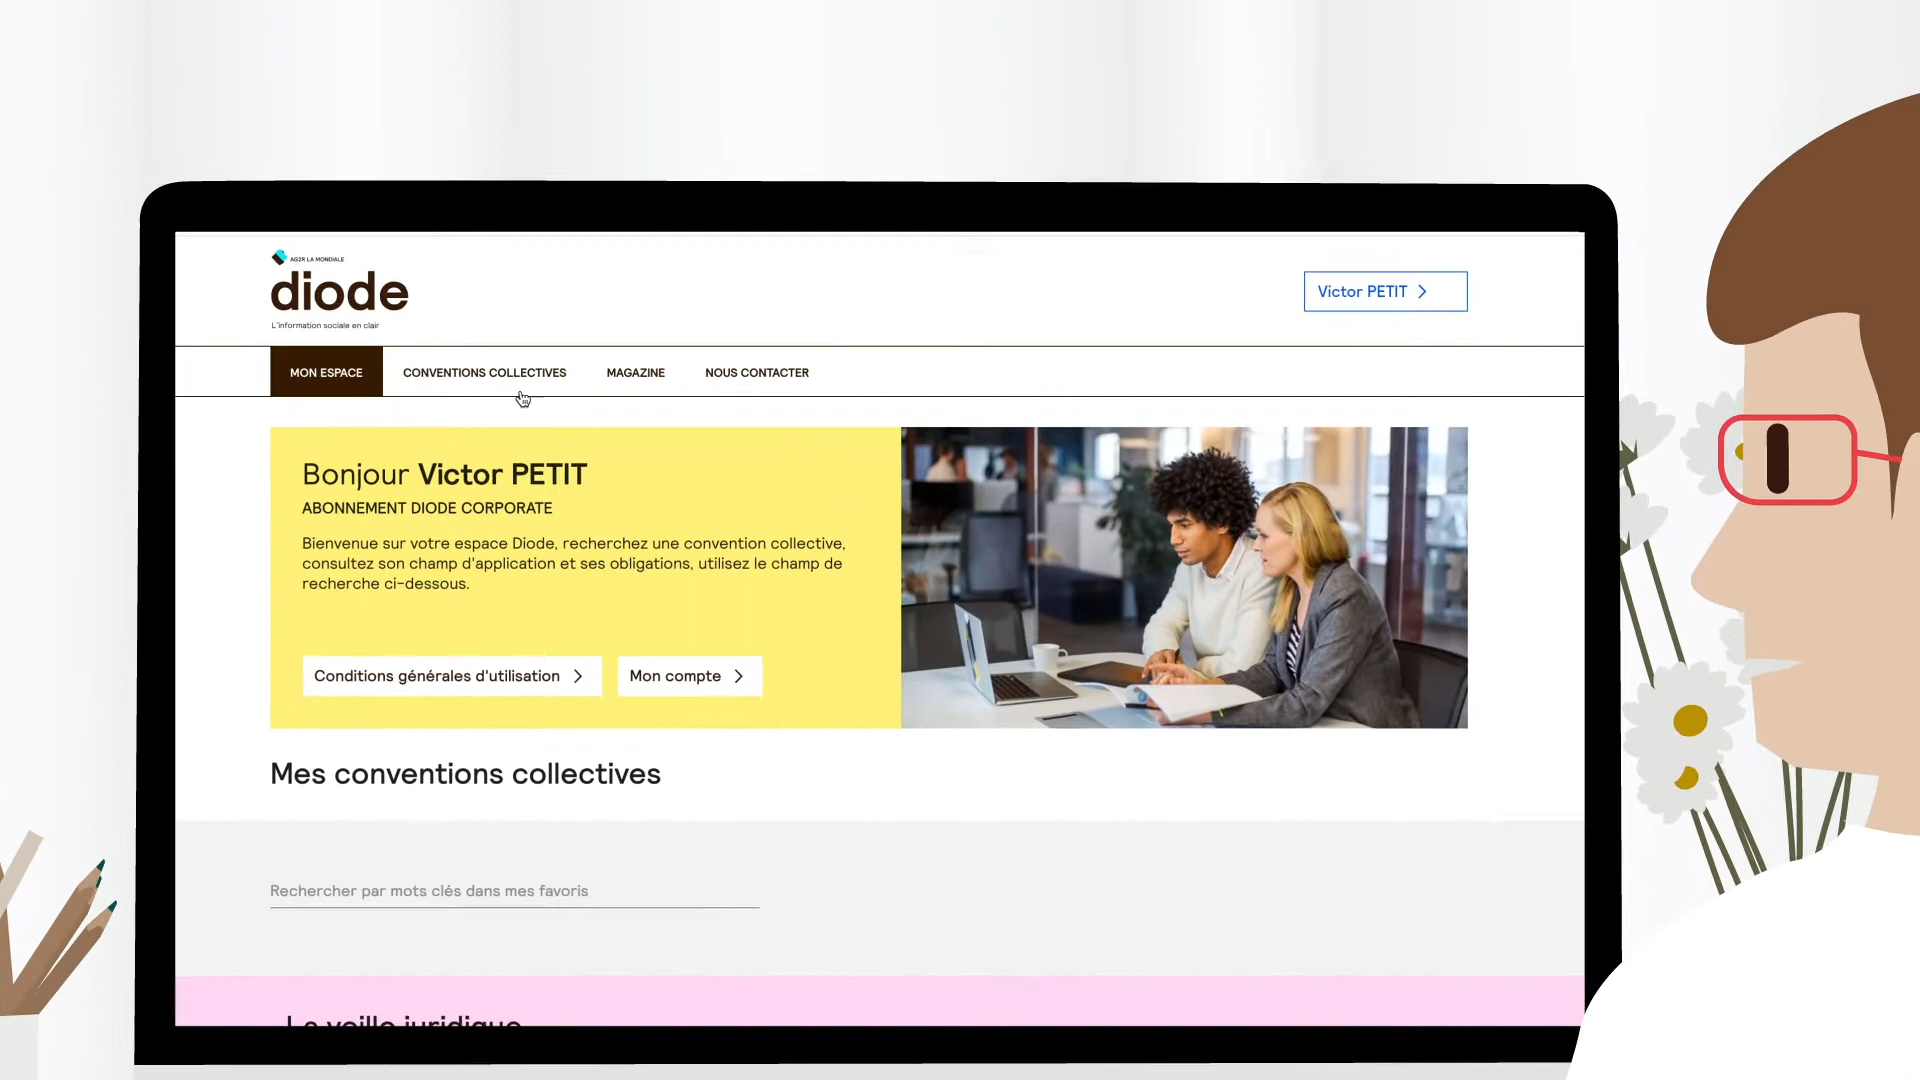 AG2R LA MONDIALE
diode
L'information sociale en clair
Victor PETIT
MON ESPACE
CONVENTIONS COLLECTIVES
MAGAZINE
NOUS CONTACTER
Bonjour Victor PETIT
ABONNEMENT DIODE CORPORATE
Bienvenue sur votre espace Diode, recherchez une convention collective,
consultez son champ d'application et ses obligations, utilisez le champ de
recherche ci-dessous.
Conditions générales d'utilisation
Mon compte
Mes conventions collectives
Rechercher par mots clés dans mes favoris
La veille juridique